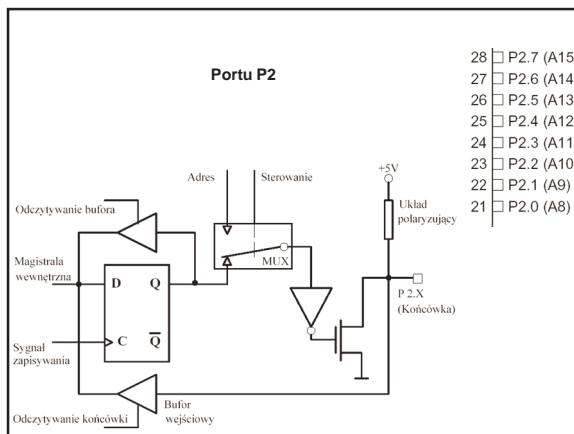 Portu P2
28 P2.7 (A15
27 P2.6 (A14
26 P2.5 (A13
25 P2.4 (A12
24 P2.3 (A11
23 P2.2 (A10
22 P2.1 (A9)
21 P2.0 (A8)
Adres
Sterowanie
+5V
Układ
polaryzujący
Odczytywanie bufora
MUX
Magistrala
wewnętrzna
D
Q
P 2.X
(Końcówka)
C
Q
Sygnał
zapisywania
Bufor
wejściowy
Odczytywanie końcówki